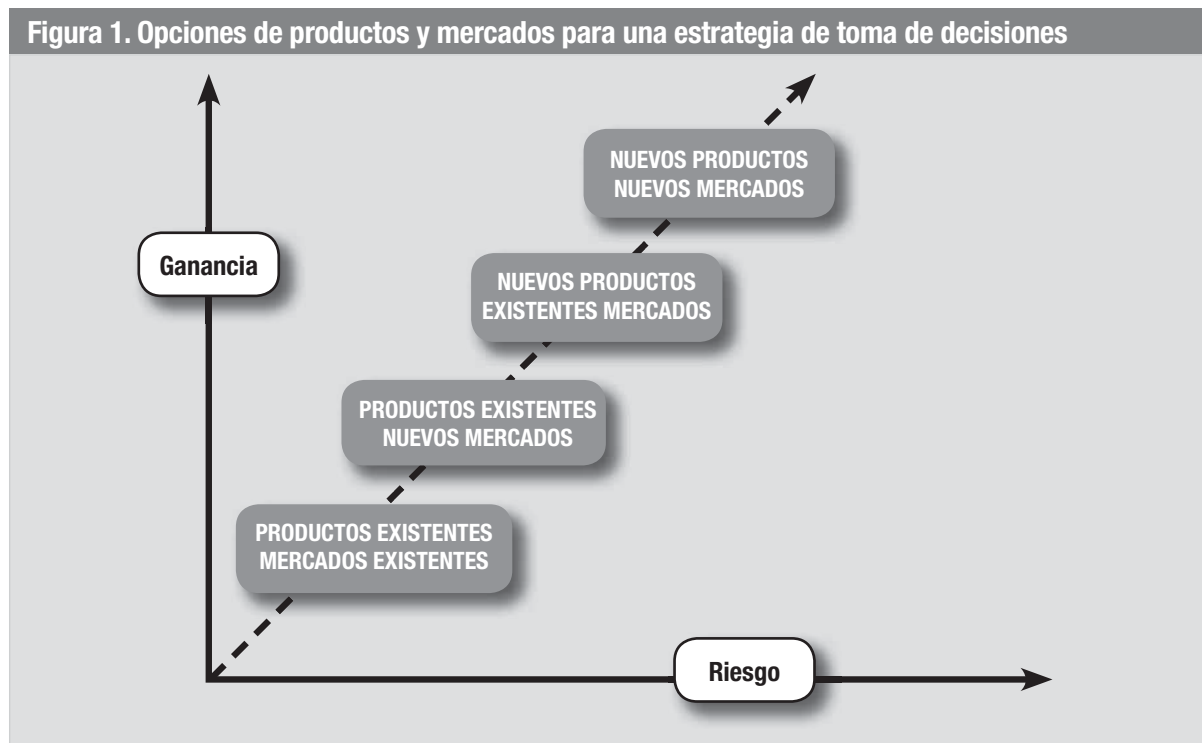 Figura 1. Opciones de productos y mercados para una estrategia de toma de decisiones
NUEVOS PRODUCTOS
NUEVOS MERCADOS
Ganancia
NUEVOS PRODUCTOS
EXISTENTES MERCADOS
PRODUCTOS EXISTENTES
NUEVOS MERCADOS
PRODUCTOS EXISTENTES
MERCADOS EXISTENTES
Riesgo